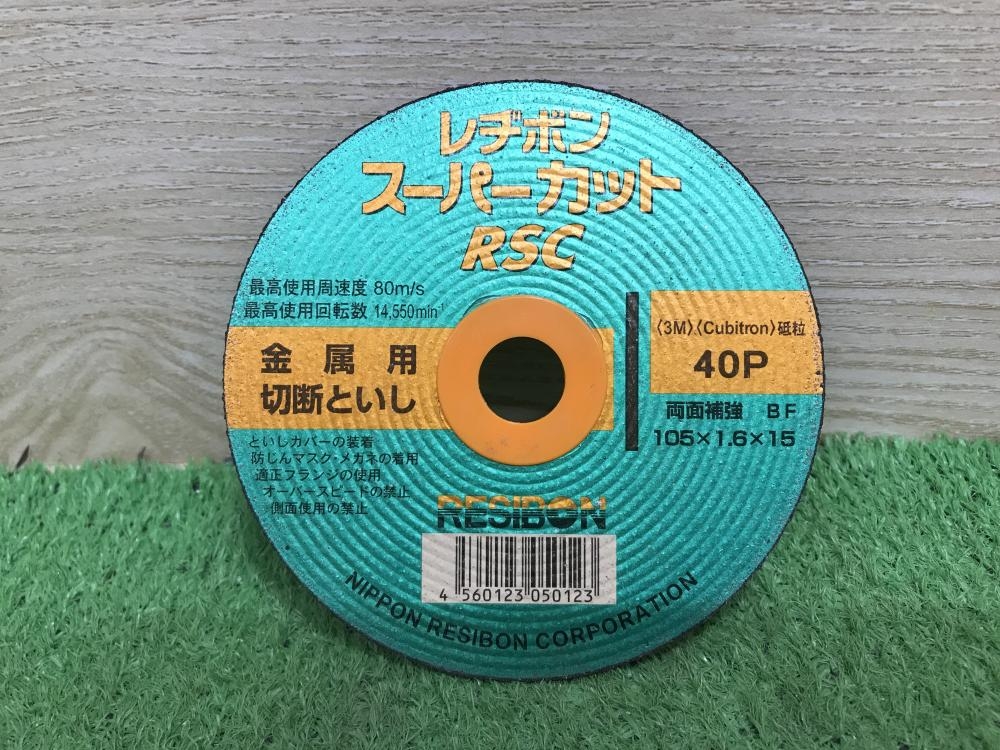 レヂボン
スーパーカット
RSC
最高使用周速度 80m/s
最高使用回転数 14,550min⁻¹
金属用
切断といし
〈3M〉〈Cubitron〉砥粒
40P
両面補強 BF
105×1.6×15
といしカバーの装着
防じんマスク・メガネの着用
適正フランジの使用
オーバースピードの禁止
側面使用の禁止
RESIBON
4 560123 050123
NIPPON RESIBON CORPORATION